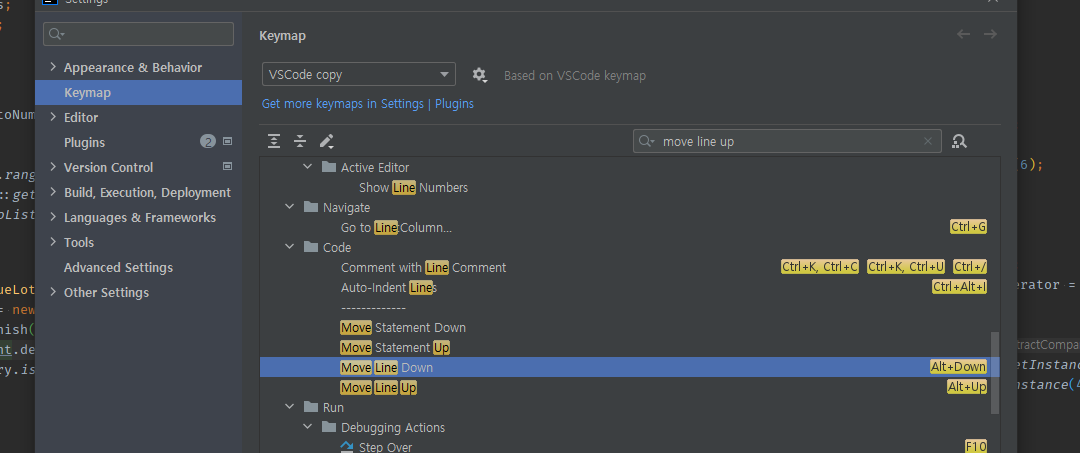 Settings
Keymap
VSCode copy
Based on VSCode keymap
Get more keymaps in Settings | Plugins
Appearance & Behavior
Keymap
Editor
Plugins
2
Version Control
Build, Execution, Deployment
Languages & Frameworks
Tools
Advanced Settings
Other Settings
move line up
Active Editor
Show Line Numbers
Navigate
Go to Line:Column...
Ctrl+G
Code
Comment with Line Comment
Ctrl+K, Ctrl+C
Ctrl+K, Ctrl+U
Ctrl+/
Auto-Indent Lines
Ctrl+Alt+I
-------------
Move Statement Down
Move Statement Up
Move Line Down
Alt+Down
Move Line Up
Alt+Up
Run
Debugging Actions
Step Over
F10
s;
;
toNum
.rang
::get
oList
ueLot
= new
nish(
nt.de
ry.is
6);
erator =
tractCompa
etInstanc
nstance(4